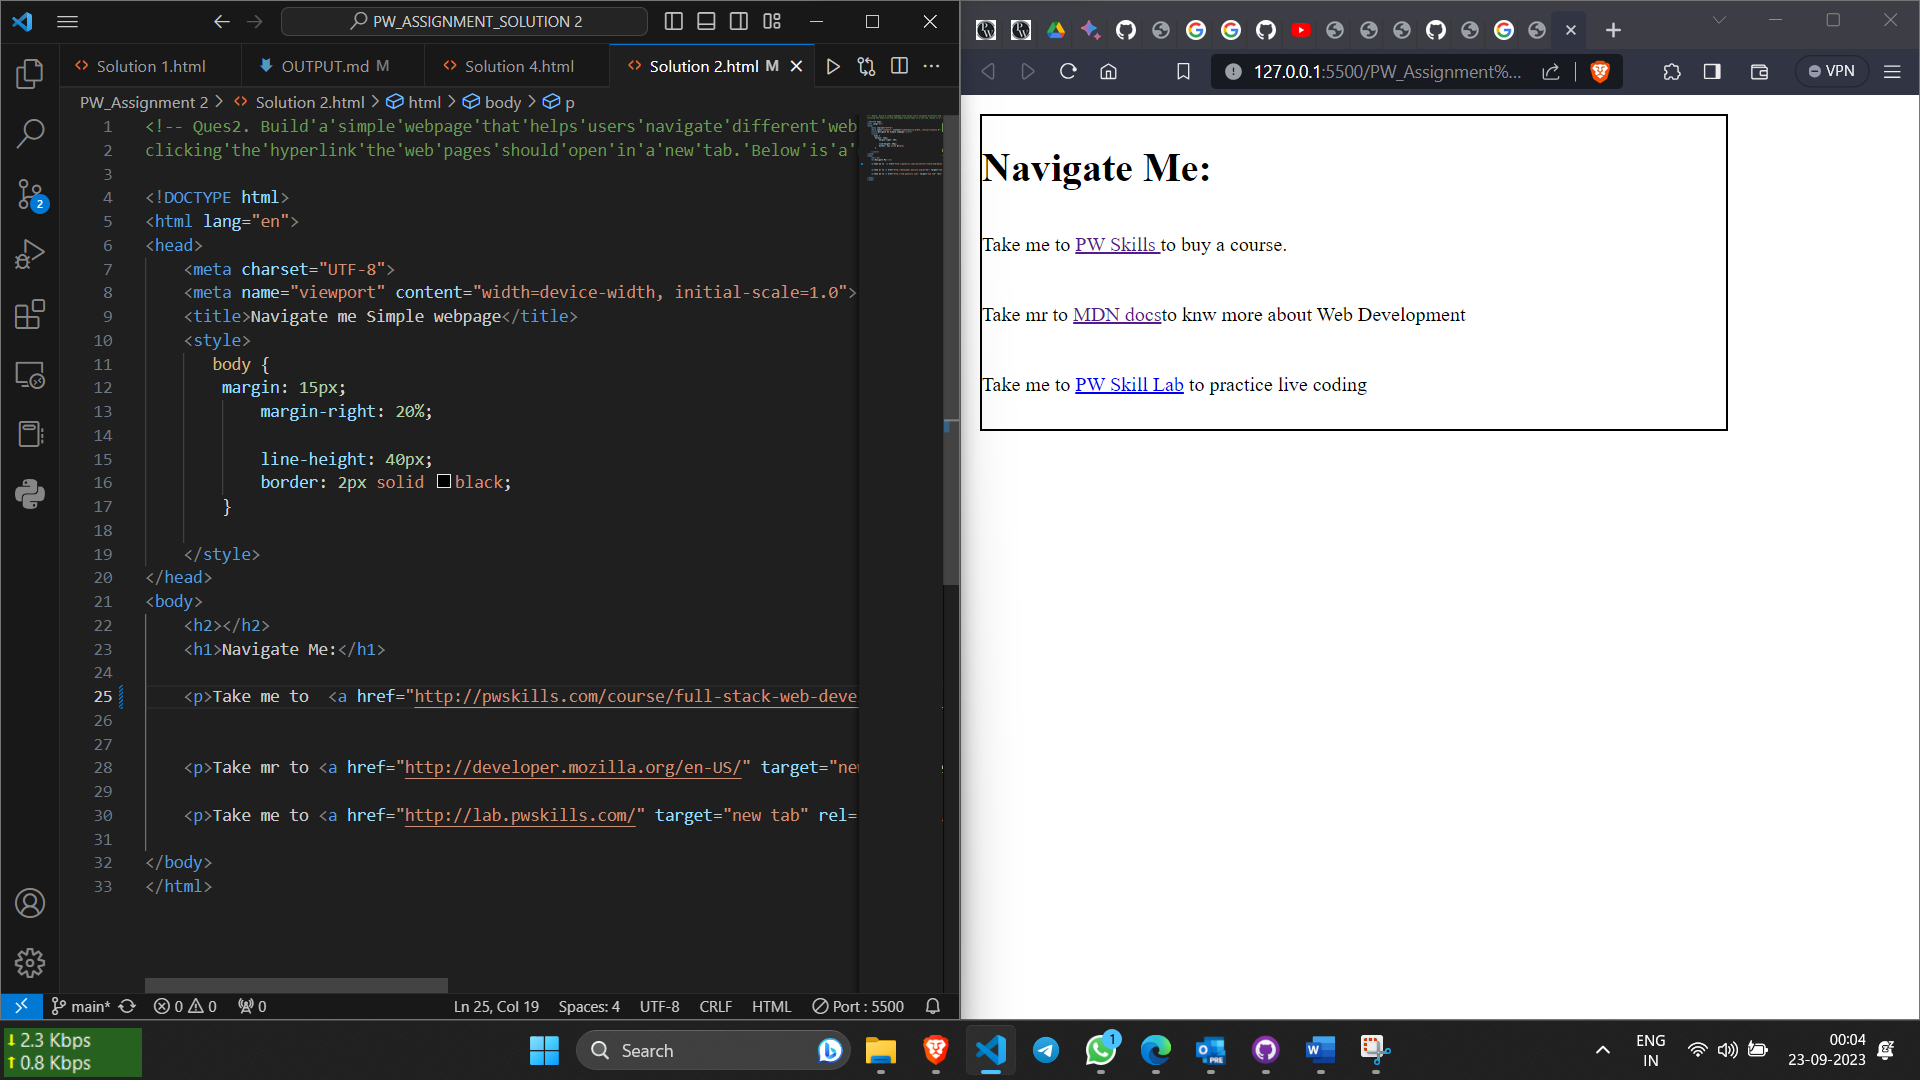 PW_ASSIGNMENT_SOLUTION 2
Solution 1.html
OUTPUT.md M
Solution 4.html
Solution 2.html M
PW_Assignment 2 > Solution 2.html > html > body > p
1 <!-- Ques2. Build'a'simple'webpage'that'helps'users'navigate'different'web
2 clicking'the'hyperlink'the'web'pages'should'open'in'a'new'tab.'Below'is'a'
3
4 <!DOCTYPE html>
5 <html lang="en">
6 <head>
7 <meta charset="UTF-8">
8 <meta name="viewport" content="width=device-width, initial-scale=1.0">
9 <title>Navigate me Simple webpage</title>
10 <style>
11 body {
12 margin: 15px;
13 margin-right: 20%;
14
15 line-height: 40px;
16 border: 2px solid black;
17 }
18
19 </style>
20 </head>
21 <body>
22 <h2></h2>
23 <h1>Navigate Me:</h1>
24
25 <p>Take me to  <a href="http://pwskills.com/course/full-stack-web-deve
26
27
28 <p>Take mr to <a href="http://developer.mozilla.org/en-US/" target="ne
29
30 <p>Take me to <a href="http://lab.pwskills.com/" target="new tab" rel=
31
32 </body>
33 </html>
2
main*
0
0
0
Ln 25, Col 19
Spaces: 4
UTF-8
CRLF
HTML
Port : 5500
127.0.0.1:5500/PW_Assignment%...
VPN
Navigate Me:
Take me to PW Skills to buy a course.
Take mr to MDN docsto knw more about Web Development
Take me to PW Skill Lab to practice live coding
2.3 Kbps
0.8 Kbps
Search
PRE
1
ENG
IN
00:04
23-09-2023